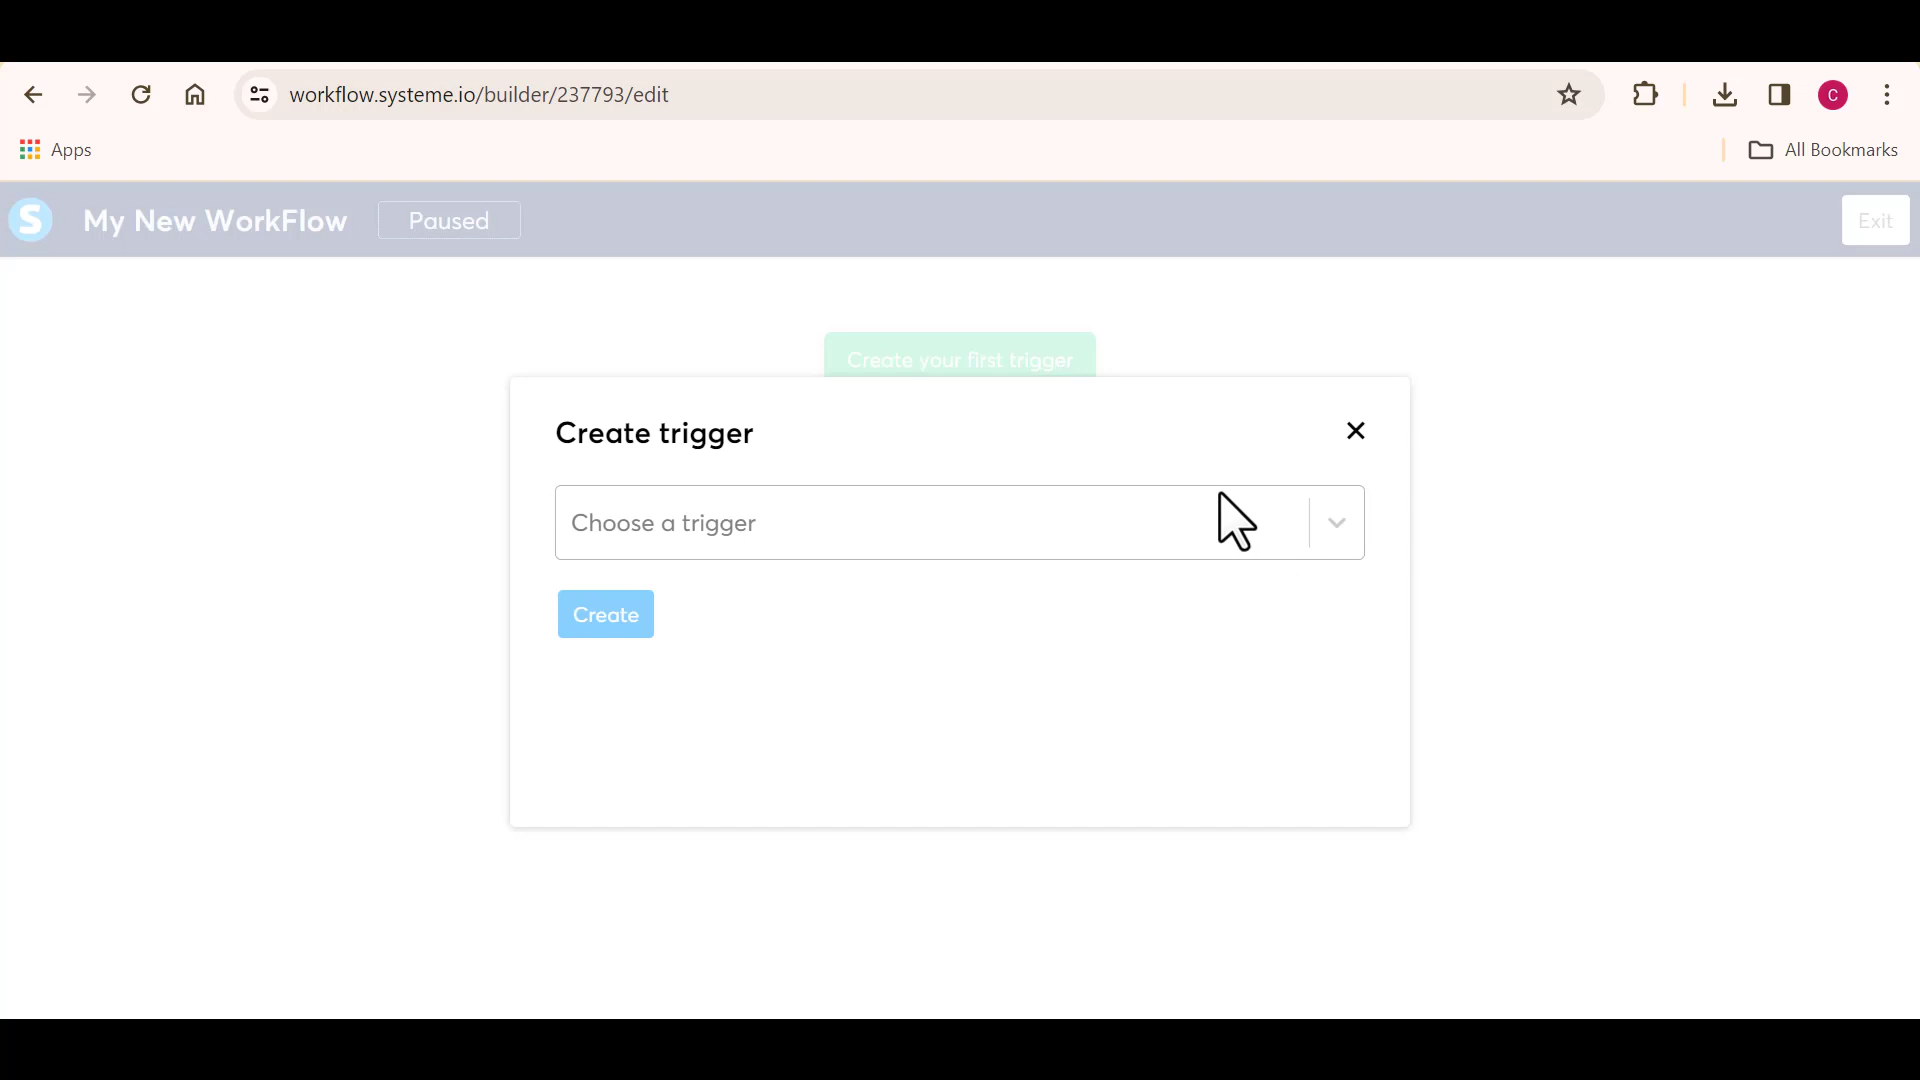 workflow.systeme.io/builder/237793/edit
C
Apps
All Bookmarks
S My New WorkFlow Paused Exit
Create your first trigger
Create trigger
Choose a trigger
Create